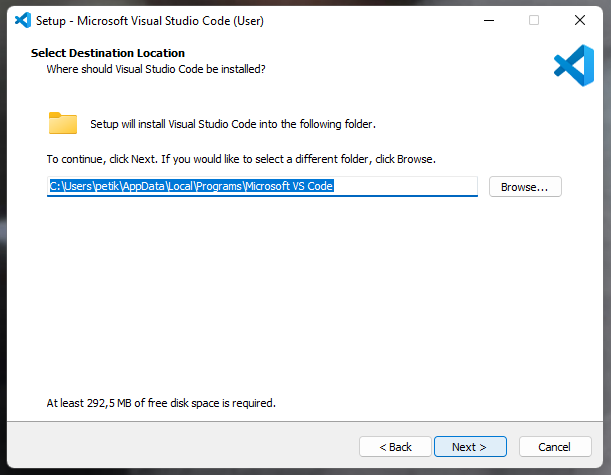 Setup - Microsoft Visual Studio Code (User)
Select Destination Location
Where should Visual Studio Code be installed?
Setup will install Visual Studio Code into the following folder.
To continue, click Next. If you would like to select a different folder, click Browse.
C:\Users\petik\AppData\Local\Programs\Microsoft VS Code
Browse...
At least 292,5 MB of free disk space is required.
< Back
Next >
Cancel